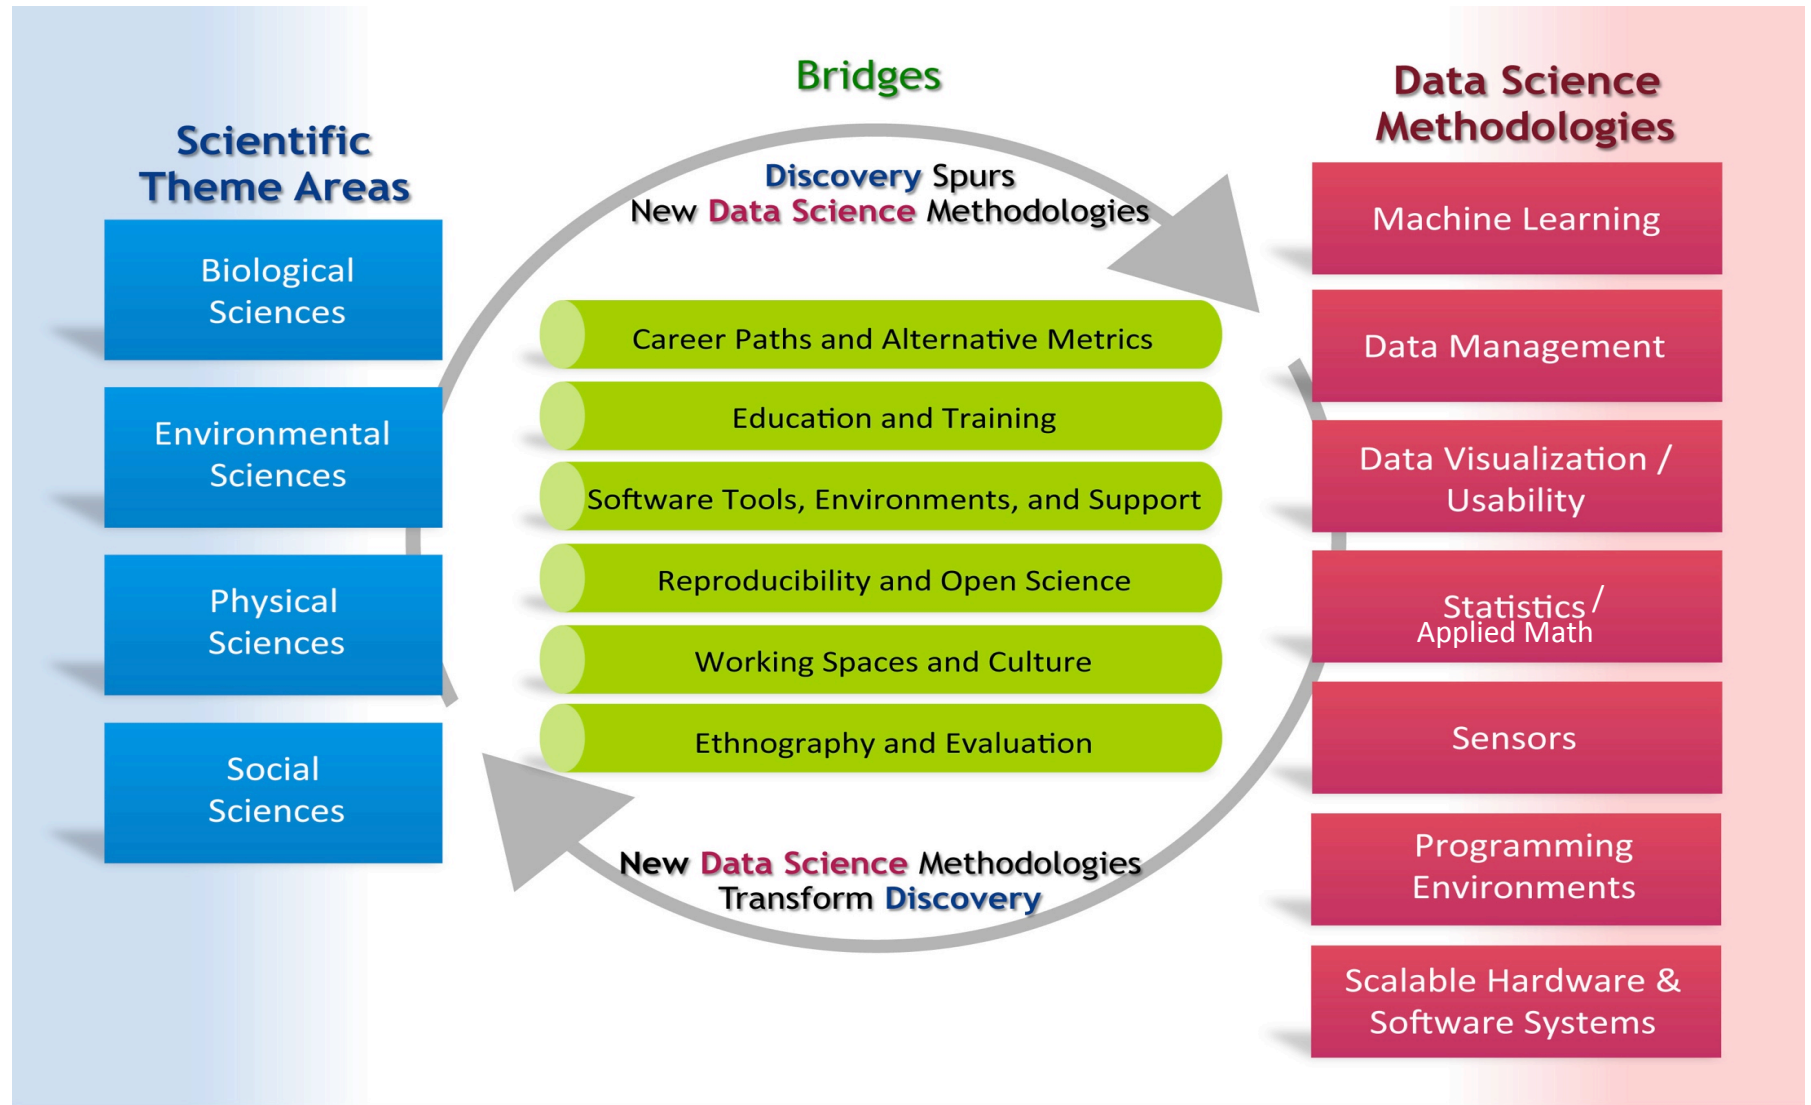 Scientific
Theme Areas
Biological
Sciences
Environmental
Sciences
Physical
Sciences
Social
Sciences
Bridges
Discovery Spurs
New Data Science Methodologies
Career Paths and Alternative Metrics
Education and Training
Software Tools, Environments, and Support
Reproducibility and Open Science
Working Spaces and Culture
Ethnography and Evaluation
New Data Science Methodologies
Transform Discovery
Data Science
Methodologies
Machine Learning
Data Management
Data Visualization /
Usability
Statistics /
Applied Math
Sensors
Programming
Environments
Scalable Hardware &
Software Systems